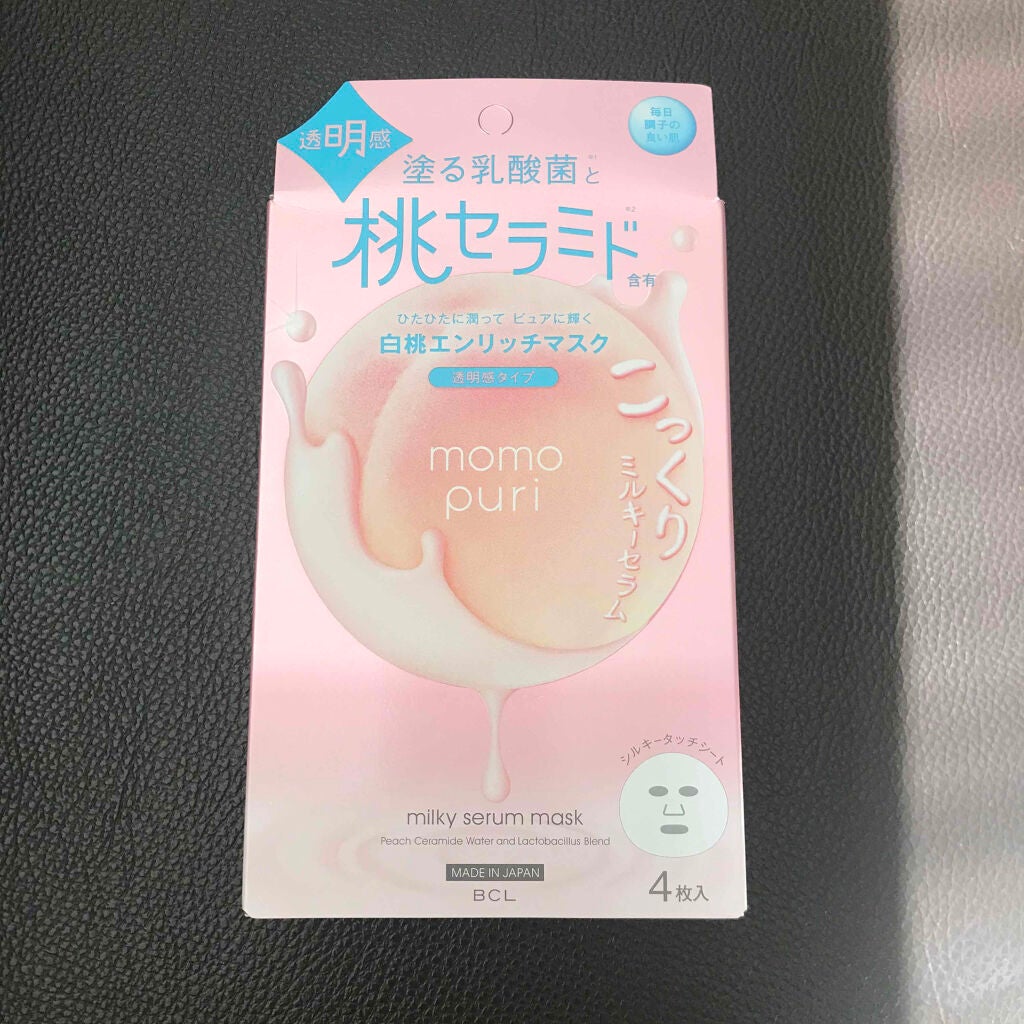 透明感
毎日
調子の
良い肌
塗る乳酸菌※1と
桃セラミド※2
含有
ひたひたに潤って ピュアに輝く
白桃エンリッチマスク
透明感タイプ
こっくり
ミルキーセラム
momo
puri
シルキータッチシート
milky serum mask
Peach Ceramide Water and Lactobacillus Blend
MADE IN JAPAN
BCL
4枚入